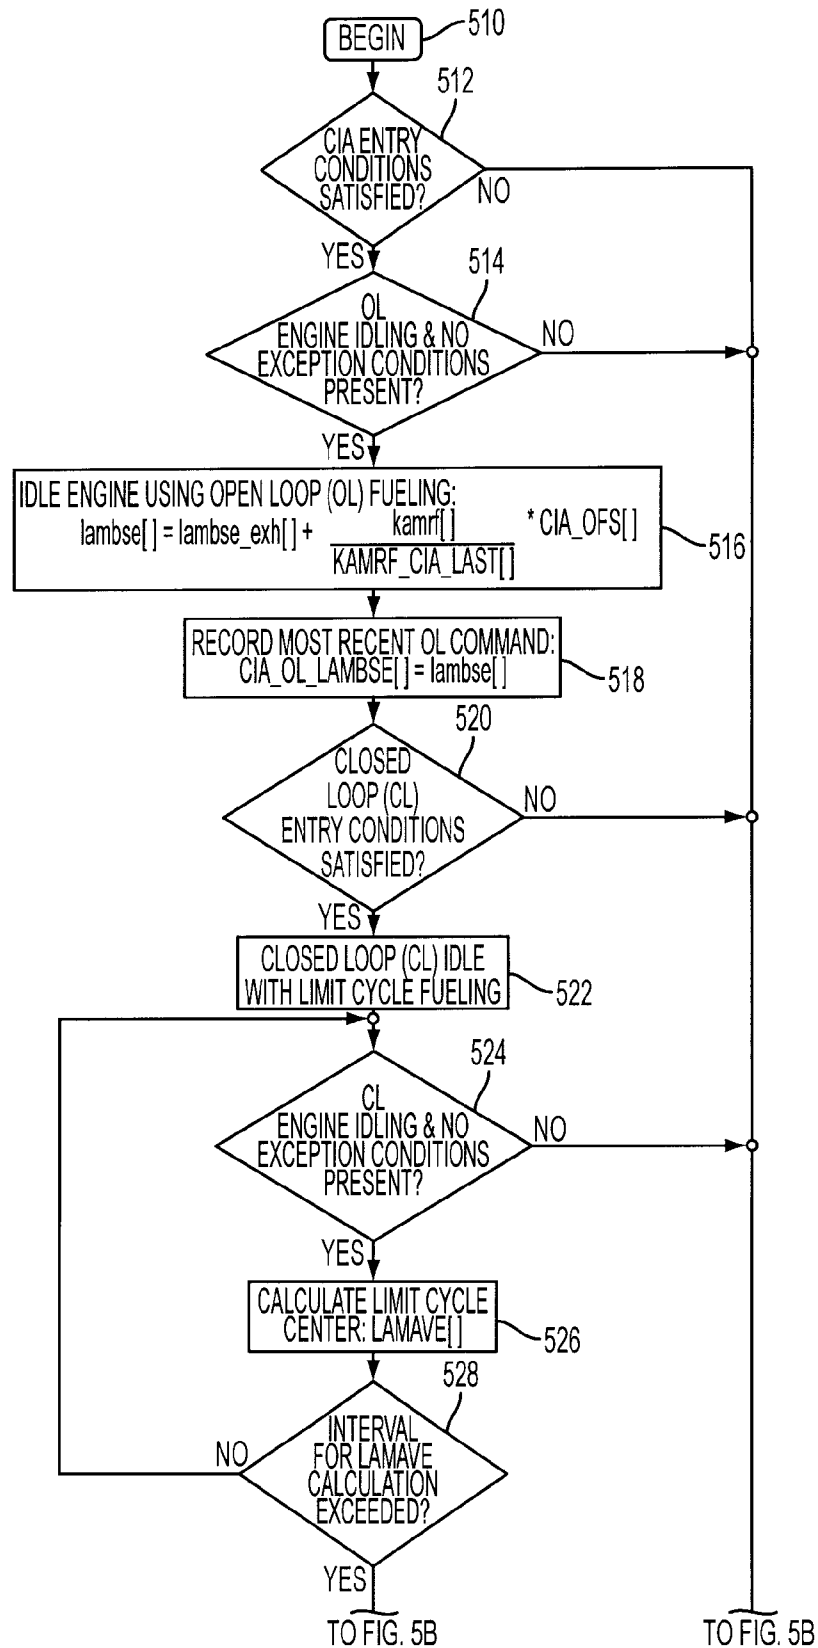 BEGIN
510
512
CIA ENTRY
CONDITIONS
SATISFIED?
NO
YES
514
OL
ENGINE IDLING & NO
EXCEPTION CONDITIONS
PRESENT?
NO
YES
IDLE ENGINE USING OPEN LOOP (OL) FUELING:
lambse[ ] = lambse_exh[ ] + kamrf[ ] * CIA_OFS[ ]
KAMRF_CIA_LAST[ ]
516
RECORD MOST RECENT OL COMMAND:
CIA_OL_LAMBSE[ ] = lambse[ ]
518
520
CLOSED
LOOP (CL)
ENTRY CONDITIONS
SATISFIED?
NO
YES
CLOSED LOOP (CL) IDLE
WITH LIMIT CYCLE FUELING
522
524
CL
ENGINE IDLING & NO
EXCEPTION CONDITIONS
PRESENT?
NO
YES
CALCULATE LIMIT CYCLE
CENTER: LAMAVE[ ]
526
528
INTERVAL
FOR LAMAVE
CALCULATION
EXCEEDED?
NO
YES
TO FIG. 5B
TO FIG. 5B